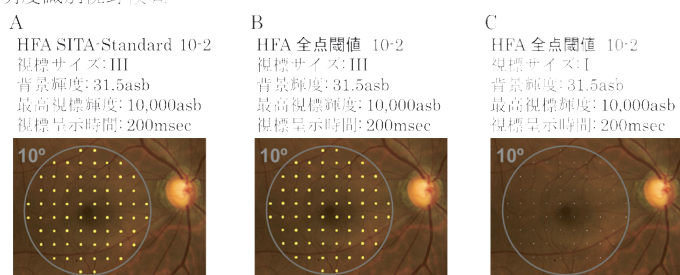 A
HFA SITA-Standard 10-2
視標サイズ: III
背景輝度: 31.5asb
最高視標輝度: 10,000asb
視標呈示時間: 200msec
10°
B
HFA 全点閾値 10-2
視標サイズ: III
背景輝度: 31.5asb
最高視標輝度: 10,000asb
視標呈示時間: 200msec
10°
C
HFA 全点閾値 10-2
視標サイズ: I
背景輝度: 31.5asb
最高視標輝度: 10,000asb
視標呈示時間: 200msec
10°